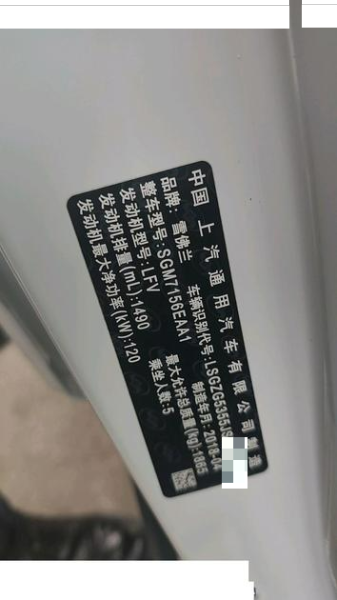 中国 上汽通用汽车有限公司制造
品牌: 雪佛兰 车辆识别代号: LSGZG5355JS
整车型号: SGM7156EAA1 制造年月: 2018-04
发动机型号: LFV 最大允许总质量(kg): 1865
发动机排量(mL): 1490 乘坐人数: 5
发动机最大净功率(kW): 120